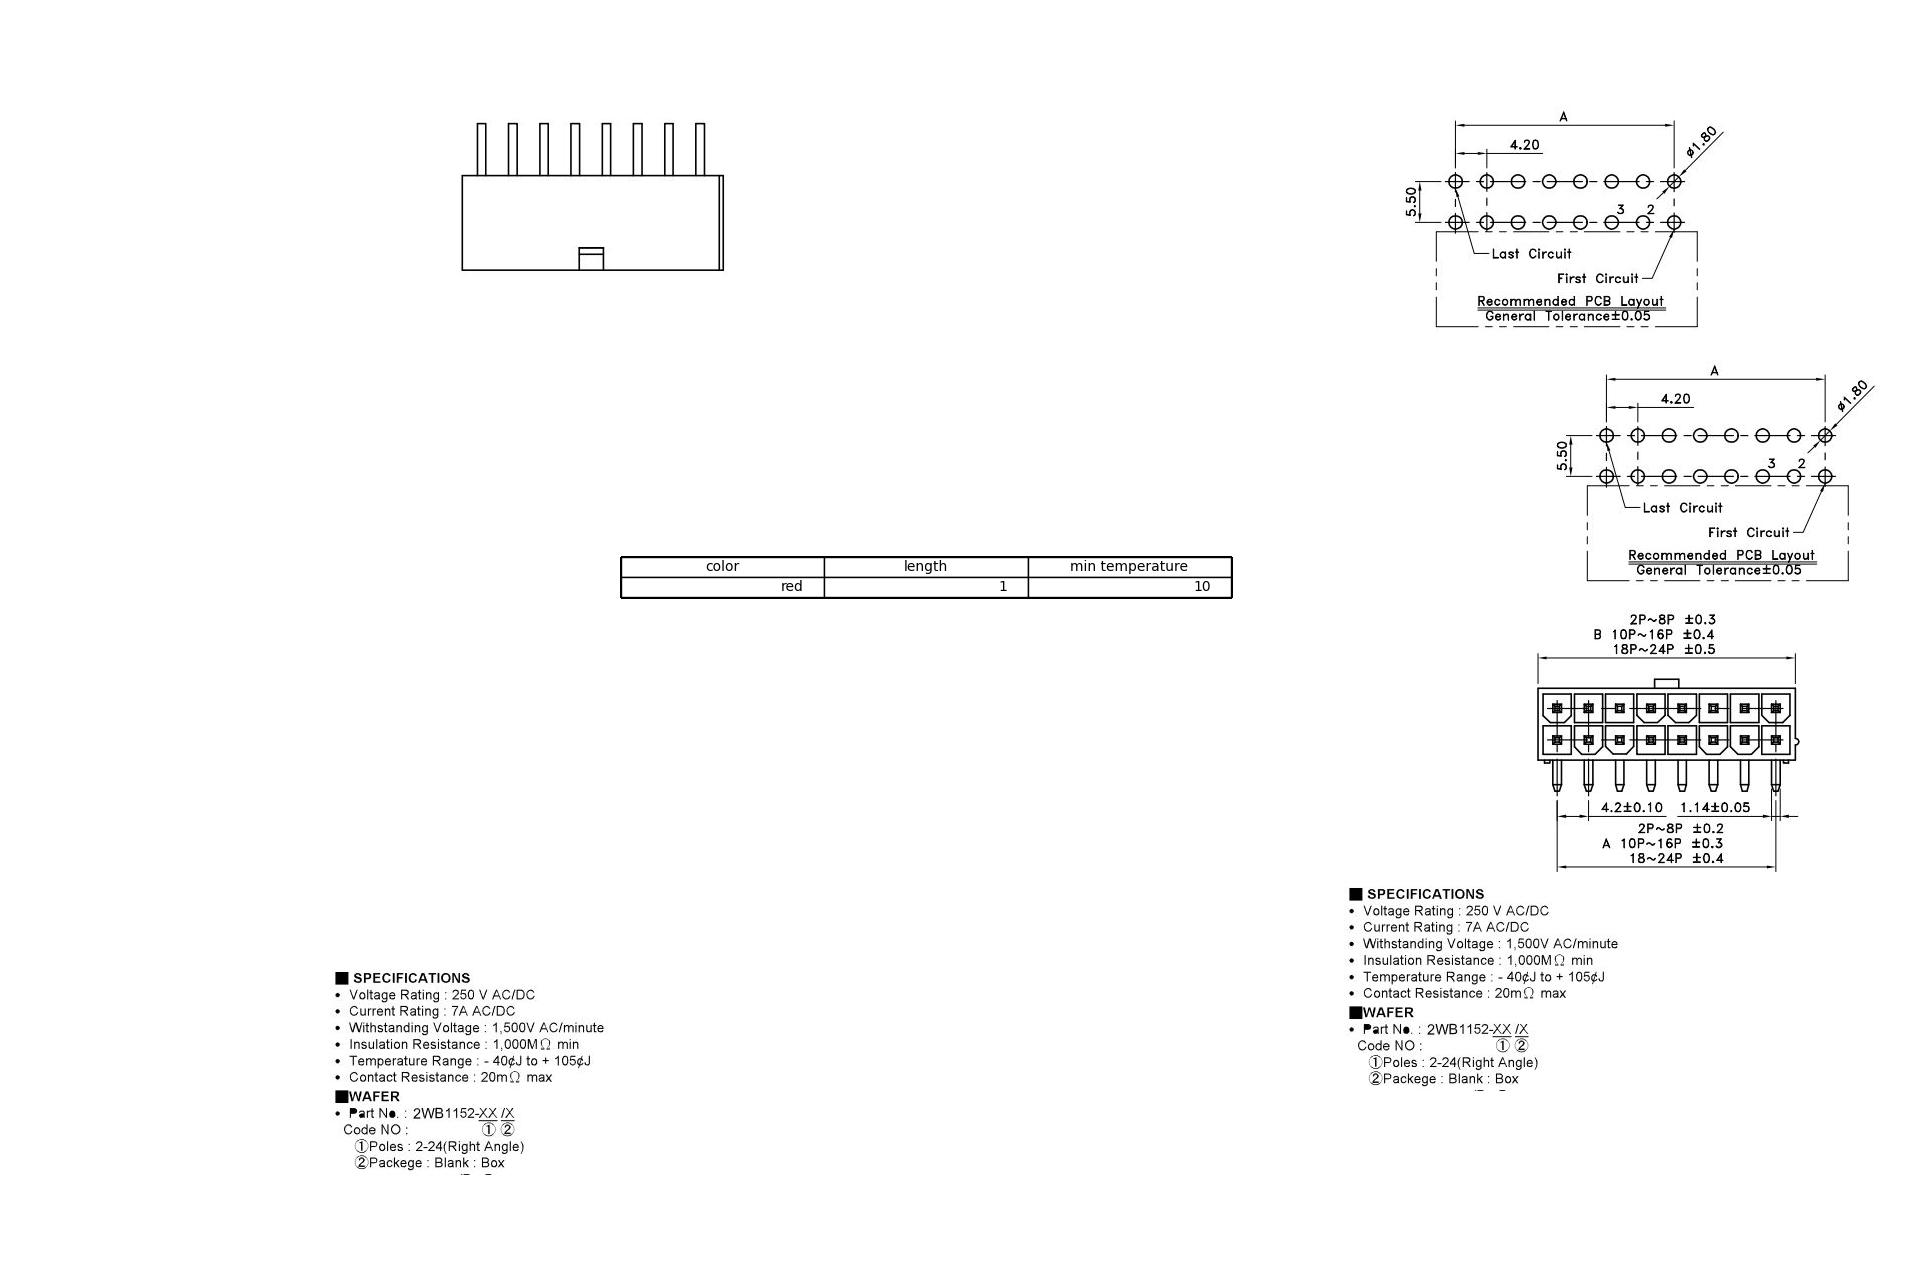 A
4.20
ø1.80
5.50
3 2
Last Circuit
First Circuit
Recommended PCB Layout
General Tolerance±0.05
A
4.20
ø1.80
5.50
3 2
Last Circuit
First Circuit
Recommended PCB Layout
General Tolerance±0.05
color length min temperature
red 1 10
2P~8P ±0.3
B 10P~16P ±0.4
18P~24P ±0.5
4.2±0.10 1.14±0.05
2P~8P ±0.2
A 10P~16P ±0.3
18~24P ±0.4
■ SPECIFICATIONS
• Voltage Rating : 250 V AC/DC
• Current Rating : 7A AC/DC
• Withstanding Voltage : 1,500V AC/minute
• Insulation Resistance : 1,000MΩ min
• Temperature Range : - 40¢J to + 105¢J
• Contact Resistance : 20mΩ max
■WAFER
• Part No. : 2WB1152-XX /X
Code NO : ① ②
①Poles : 2-24(Right Angle)
②Packege : Blank : Box
■ SPECIFICATIONS
• Voltage Rating : 250 V AC/DC
• Current Rating : 7A AC/DC
• Withstanding Voltage : 1,500V AC/minute
• Insulation Resistance : 1,000MΩ min
• Temperature Range : - 40¢J to + 105¢J
• Contact Resistance : 20mΩ max
■WAFER
• Part No. : 2WB1152-XX /X
Code NO : ① ②
①Poles : 2-24(Right Angle)
②Packege : Blank : Box